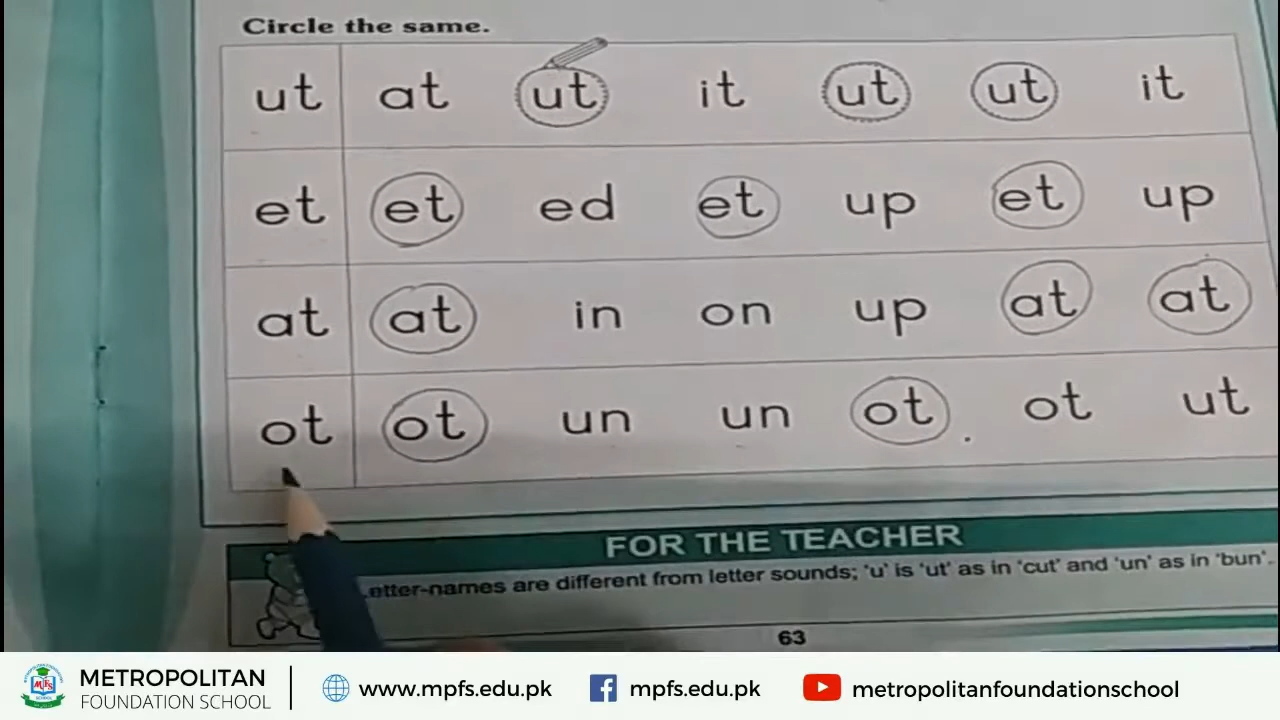 Circle the same.
ut at ut it ut ut it
et et ed et up et up
at at in on up at at
ot ot un un ot ot ut
FOR THE TEACHER
etter-names are different from letter sounds; 'u' is 'ut' as in 'cut' and 'un' as in 'bun'.
63
METROPOLITAN
FOUNDATION SCHOOL
www.mpfs.edu.pk
mpfs.edu.pk
metropolitanfoundationschool